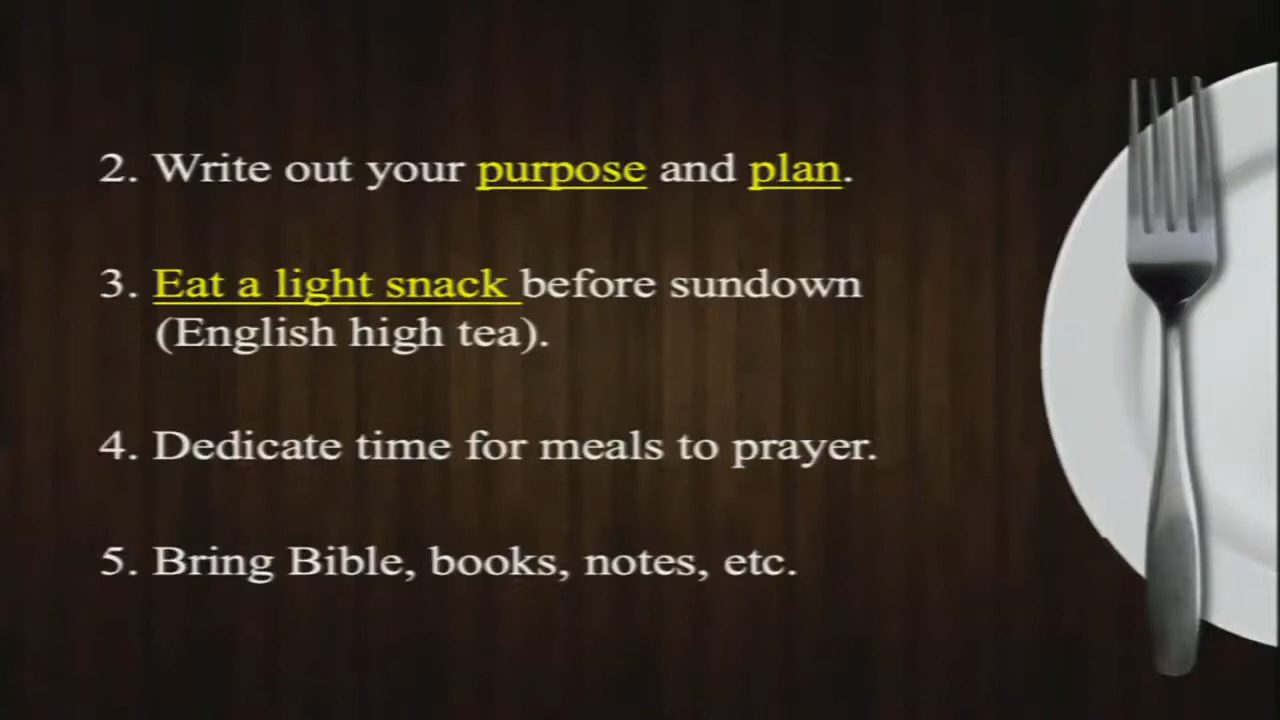 2. Write out your purpose and plan.
3. Eat a light snack before sundown
(English high tea).
4. Dedicate time for meals to prayer.
5. Bring Bible, books, notes, etc.